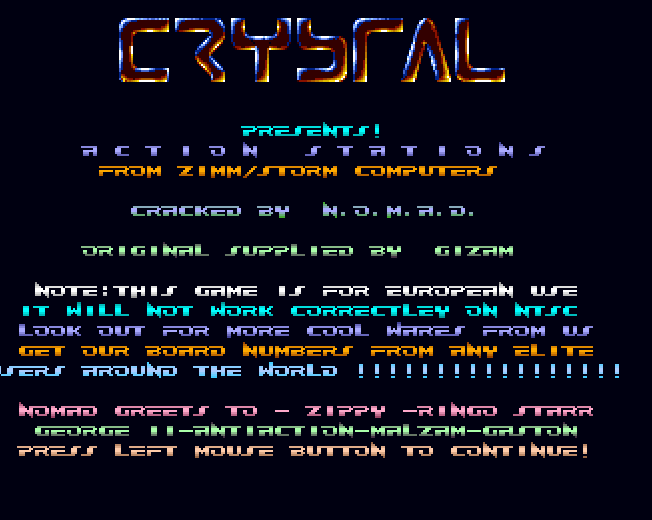 CRYSTAL
PRESENTS!
ACTION STATIONS
FROM ZIMM/STORM COMPUTERS
CRACKED BY N.O.M.A.D.
ORIGINAL SUPPLIED BY GIZAM
NOTE:THIS GAME IS FOR EUROPEAN USE
IT WILL NOT WORK CORRECTLEY ON NTSC
LOOK OUT FOR MORE COOL WARES FROM US
GET OUR BOARD NUMBERS FROM ANY ELITE
USERS AROUND THE WORLD !!!!!!!!!!!!!!!!!
NOMAD GREETS TO - ZIPPY -RINGO STARR
GEORGE II-ANTIACTION-MALZAM-GASTON
PRESS LEFT MOUSE BUTTON TO CONTINUE!